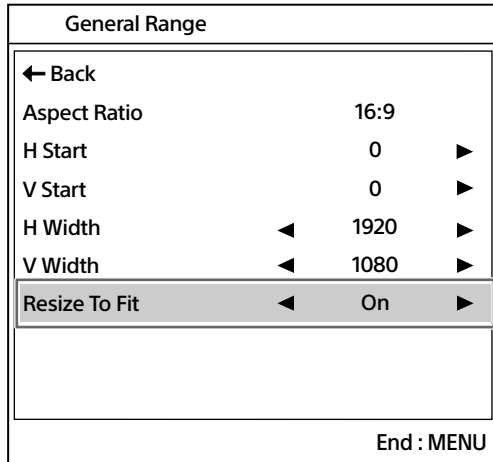 General Range
← Back
Aspect Ratio 16:9
H Start 0 ▶
V Start 0 ▶
H Width ◀ 1920 ▶
V Width ◀ 1080 ▶
Resize To Fit ◀ On ▶
End : MENU